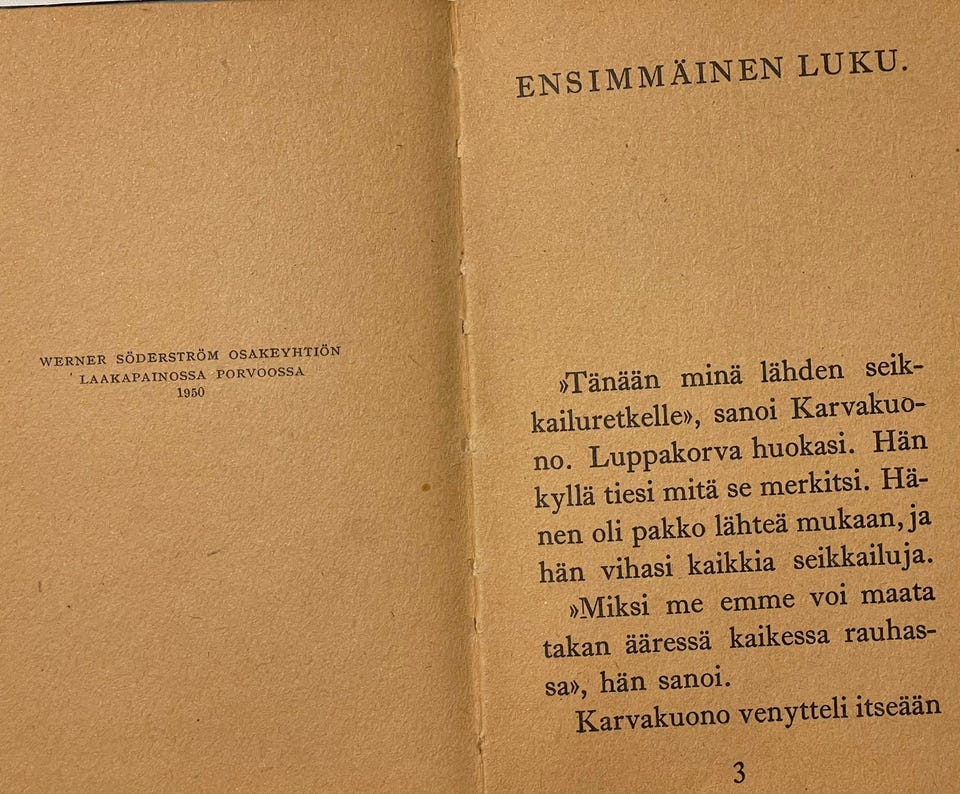 WERNER SÖDERSTRÖM OSAKEYHTIÖN
LAAKAPAINOSSA PORVOOSSA
1950
ENSIMMÄINEN LUKU.
»Tänään minä lähden seik-
kailuretkelle», sanoi Karvakuo-
no. Luppakorva huokasi. Hän
kyllä tiesi mitä se merkitsi. Hä-
nen oli pakko lähteä mukaan, ja
hän vihasi kaikkia seikkailuja.
»Miksi me emme voi maata
takan ääressä kaikessa rauhas-
sa», hän sanoi.
Karvakuono venytteli itseään
3